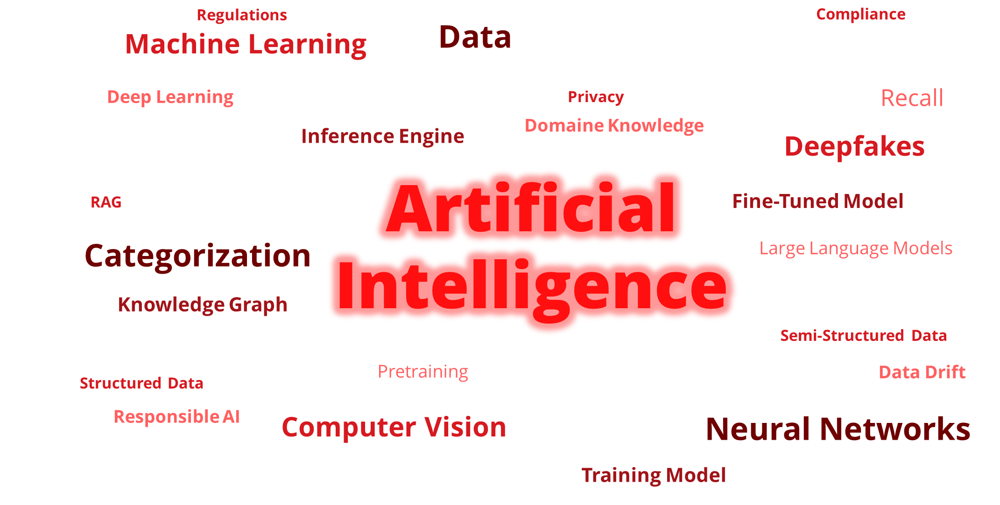 Regulations
Compliance
Machine Learning
Data
Deep Learning
Privacy
Recall
Domaine Knowledge
Inference Engine
Deepfakes
Artificial
RAG
Fine-Tuned Model
Categorization
Large Language Models
Intelligence
Knowledge Graph
Semi-Structured Data
Pretraining
Data Drift
Structured Data
Responsible AI
Computer Vision
Neural Networks
Training Model